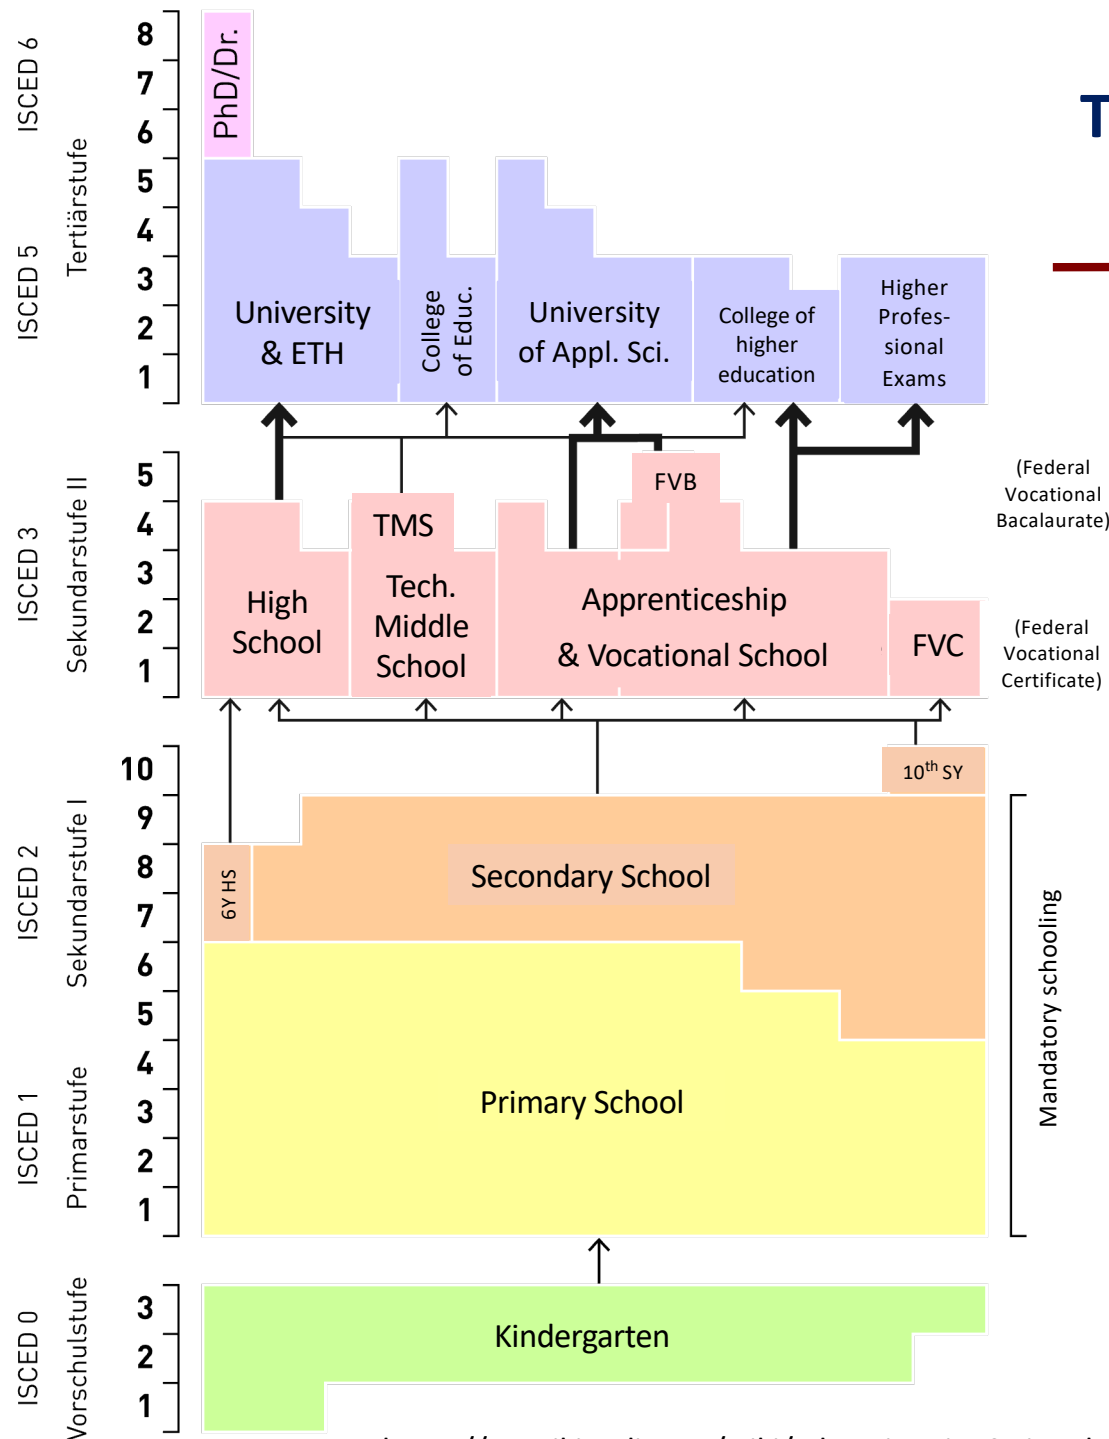 ISCED 6
ISCED 5
Tertiärstufe
8
7
6
5
4
3
2
1
PhD/Dr.
T
University
& ETH
College
of Educ.
University
of Appl. Sci.
College of
higher
education
Higher
Profes-
sional
Exams
ISCED 3
Sekundarstufe II
5
4
3
2
1
FVB
(Federal
Vocational
Bacalaurate)
TMS
High
School
Tech.
Middle
School
Apprenticeship
& Vocational School
FVC
(Federal
Vocational
Certificate)
ISCED 2
Sekundarstufe I
10
9
8
7
6
5
10th SY
6Y HS
Secondary School
Mandatory schooling
ISCED 1
Primarstufe
4
3
2
1
Primary School
ISCED 0
Vorschulstufe
3
2
1
Kindergarten